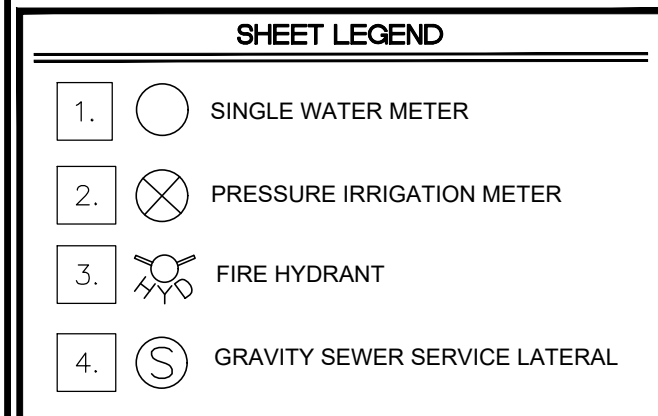 SHEET LEGEND
1. SINGLE WATER METER
2. PRESSURE IRRIGATION METER
3. HYD FIRE HYDRANT
4. S GRAVITY SEWER SERVICE LATERAL